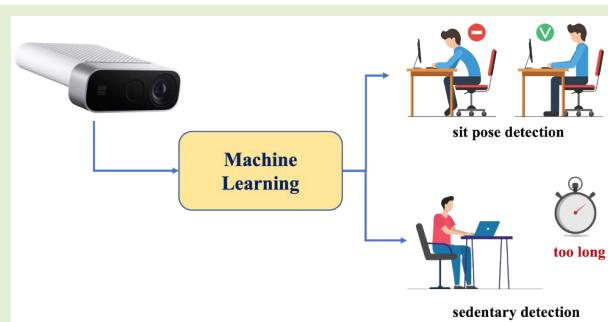 sit pose detection
Machine
Learning
too long
sedentary detection